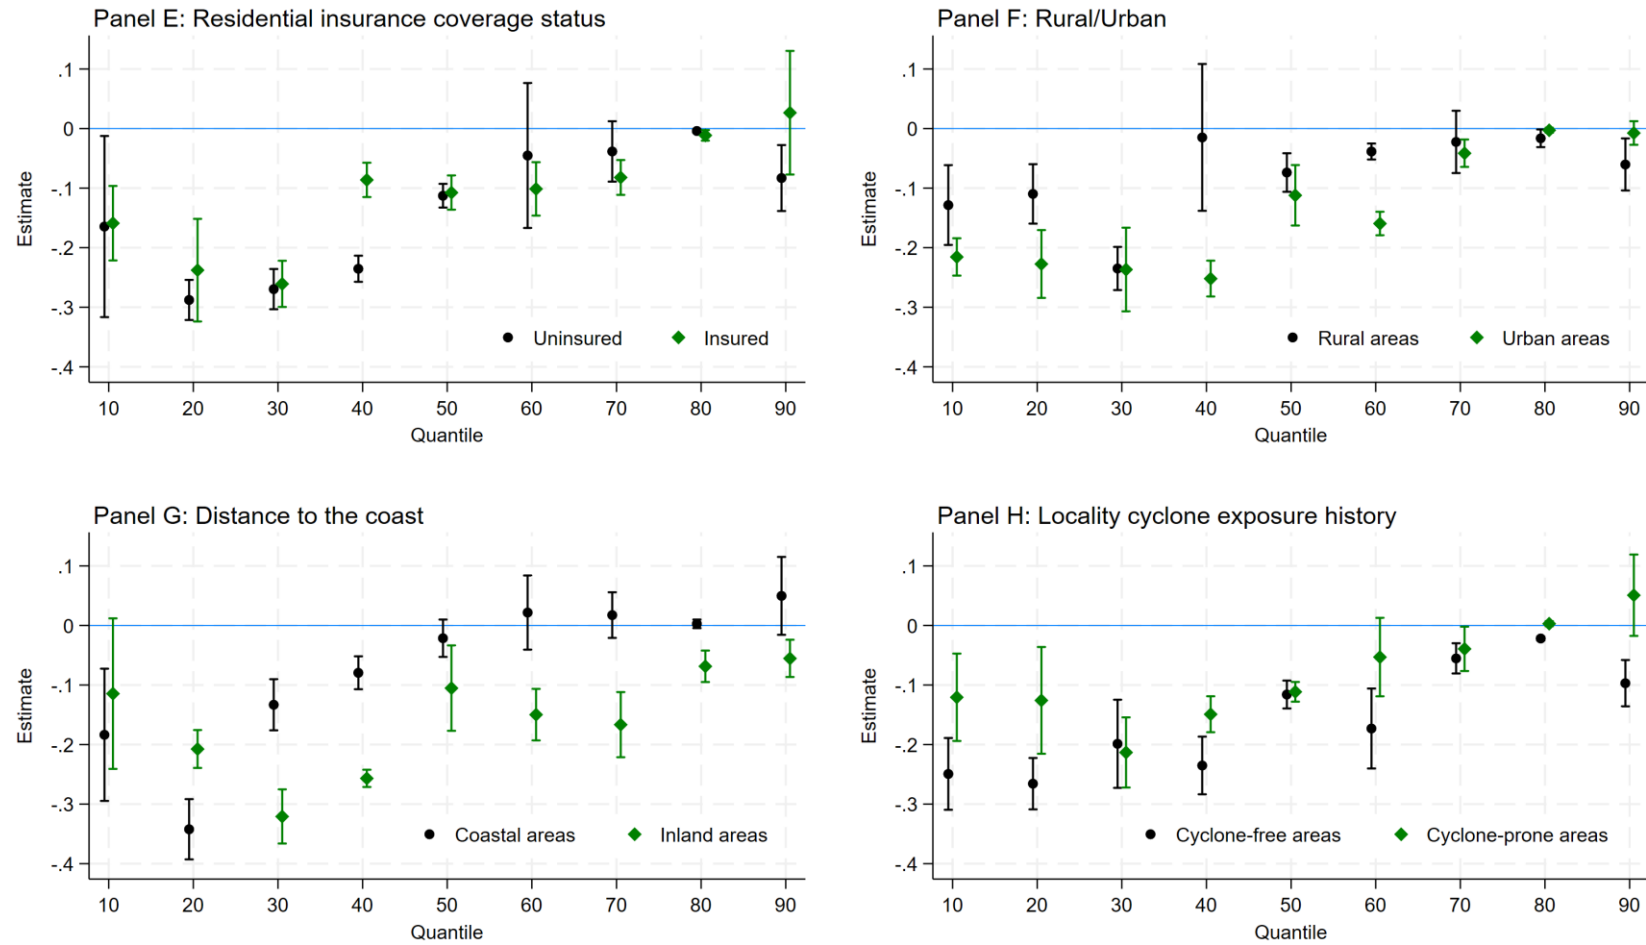 Panel E: Residential insurance coverage status
.1
0
-.1
-.2
-.3
-.4
Estimate
Uninsured Insured
10 20 30 40 50 60 70 80 90
Quantile
Panel F: Rural/Urban
.1
0
-.1
-.2
-.3
-.4
Estimate
Rural areas Urban areas
10 20 30 40 50 60 70 80 90
Quantile
Panel G: Distance to the coast
.1
0
-.1
-.2
-.3
-.4
Estimate
Coastal areas Inland areas
10 20 30 40 50 60 70 80 90
Quantile
Panel H: Locality cyclone exposure history
.1
0
-.1
-.2
-.3
-.4
Estimate
Cyclone-free areas Cyclone-prone areas
10 20 30 40 50 60 70 80 90
Quantile